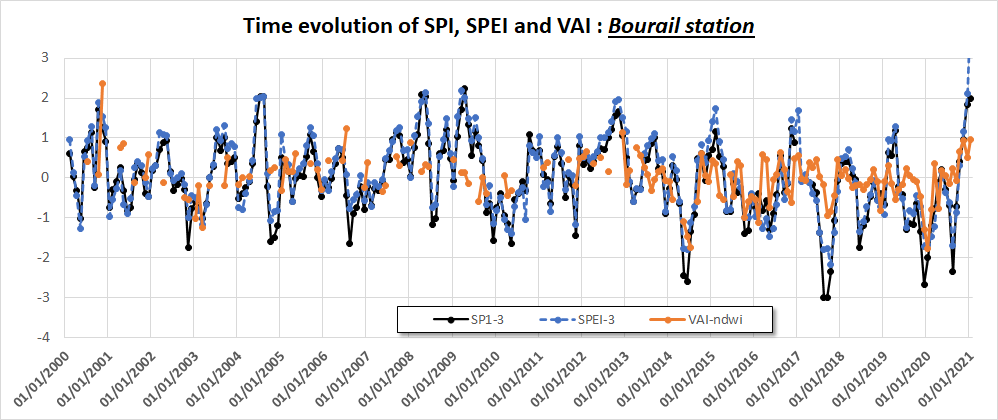 Time evolution of SPI, SPEI and VAI : Bourail station
3
2
1
0
-1
-2
-3
-4
SP1-3 SPEI-3 VAI-ndwi
01/01/2000 01/01/2001 01/01/2002 01/01/2003 01/01/2004 01/01/2005 01/01/2006 01/01/2007 01/01/2008 01/01/2009 01/01/2010 01/01/2011 01/01/2012 01/01/2013 01/01/2014 01/01/2015 01/01/2016 01/01/2017 01/01/2018 01/01/2019 01/01/2020 01/01/2021